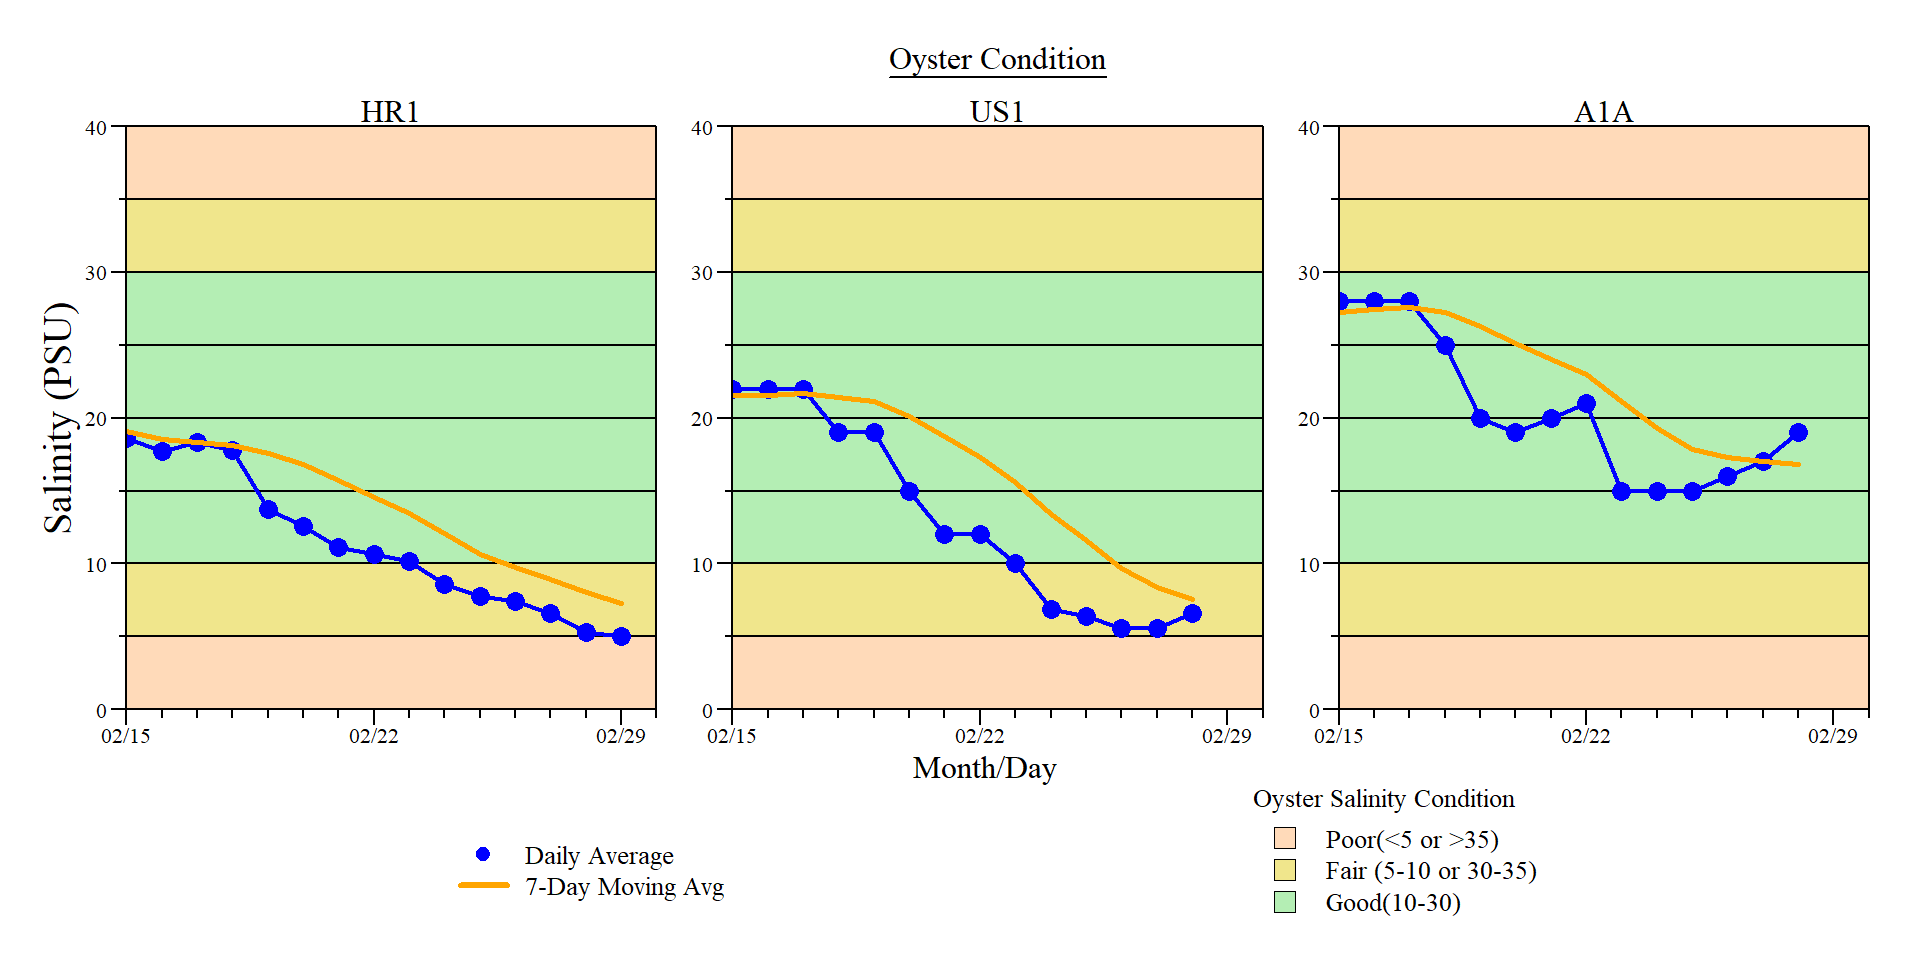 Oyster Condition
HR1
US1
A1A
Salinity (PSU)
40
30
20
10
0
40
30
20
10
0
40
30
20
10
0
02/15
02/22
02/29
02/15
02/22
02/29
02/15
02/22
02/29
Month/Day
Daily Average
7-Day Moving Avg
Oyster Salinity Condition
Poor(<5 or >35)
Fair (5-10 or 30-35)
Good(10-30)